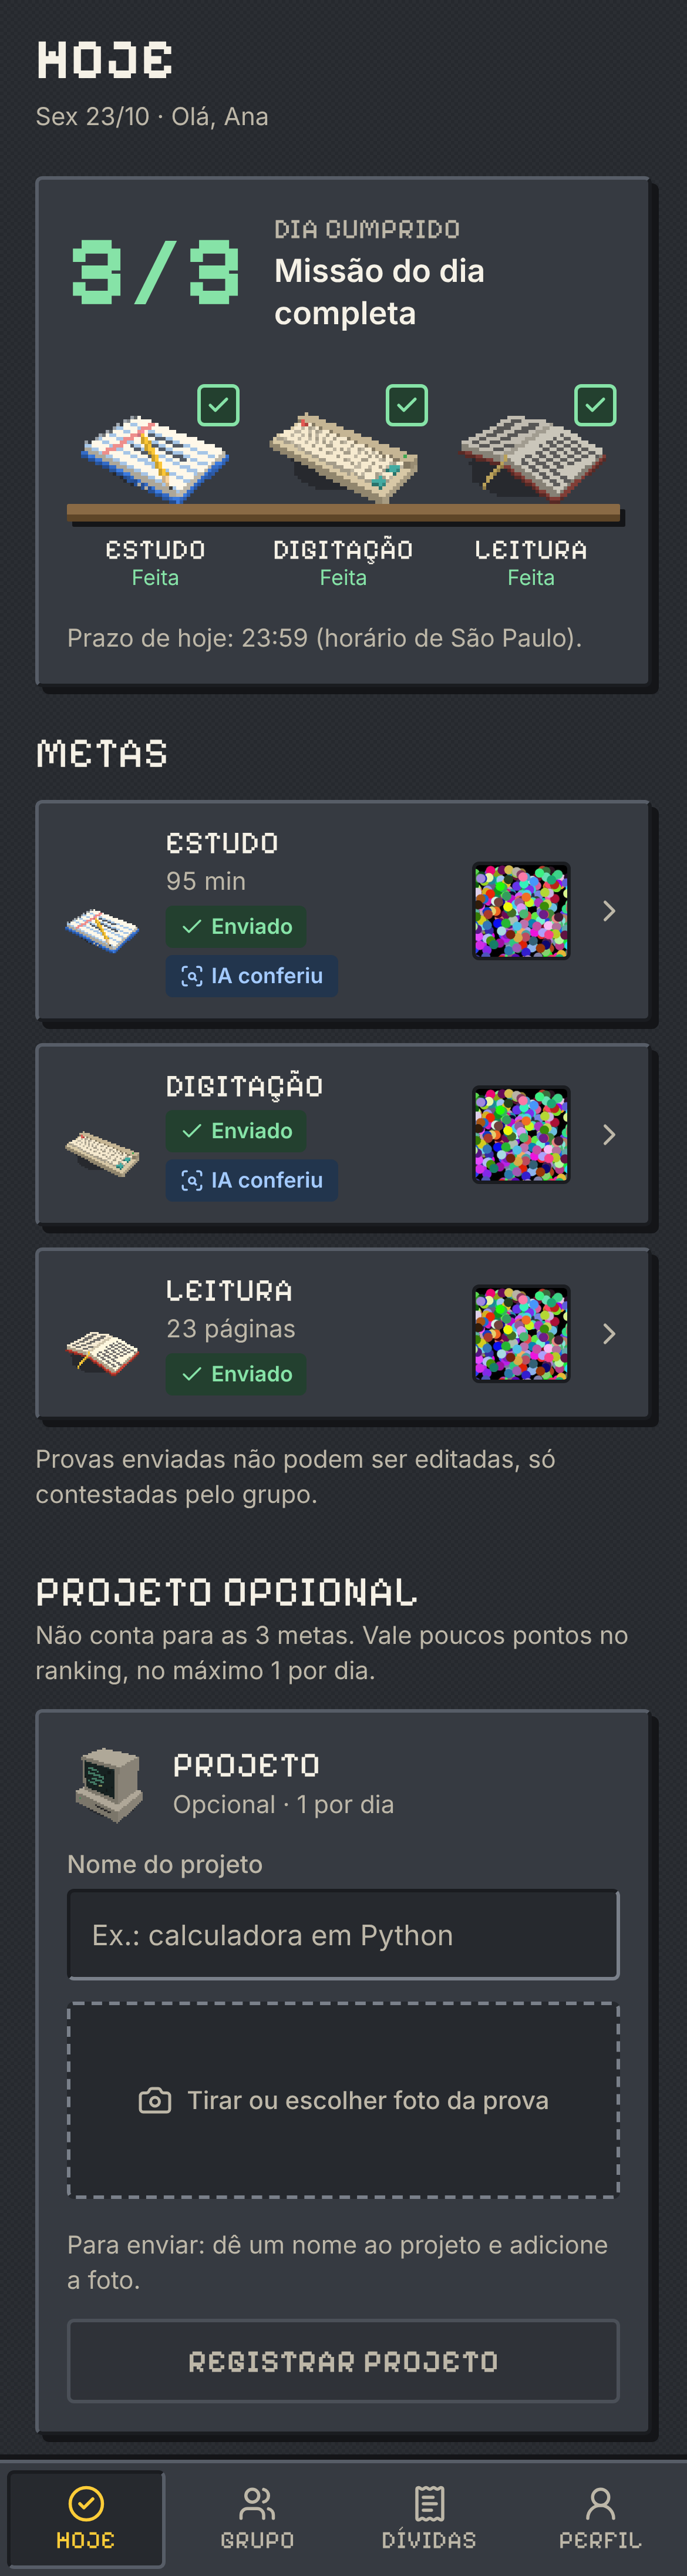 HOJE
Sex 23/10 · Olá, Ana
3/3
DIA CUMPRIDO
Missão do dia
completa
ESTUDO
Feita
DIGITAÇÃO
Feita
LEITURA
Feita
Prazo de hoje: 23:59 (horário de São Paulo).
METAS
ESTUDO
95 min
Enviado
IA conferiu
DIGITAÇÃO
Enviado
IA conferiu
LEITURA
23 páginas
Enviado
Provas enviadas não podem ser editadas, só
contestadas pelo grupo.
PROJETO OPCIONAL
Não conta para as 3 metas. Vale poucos pontos no
ranking, no máximo 1 por dia.
PROJETO
Opcional · 1 por dia
Nome do projeto
Ex.: calculadora em Python
Tirar ou escolher foto da prova
Para enviar: dê um nome ao projeto e adicione
a foto.
REGISTRAR PROJETO
HOJE
GRUPO
DÍVIDAS
PERFIL